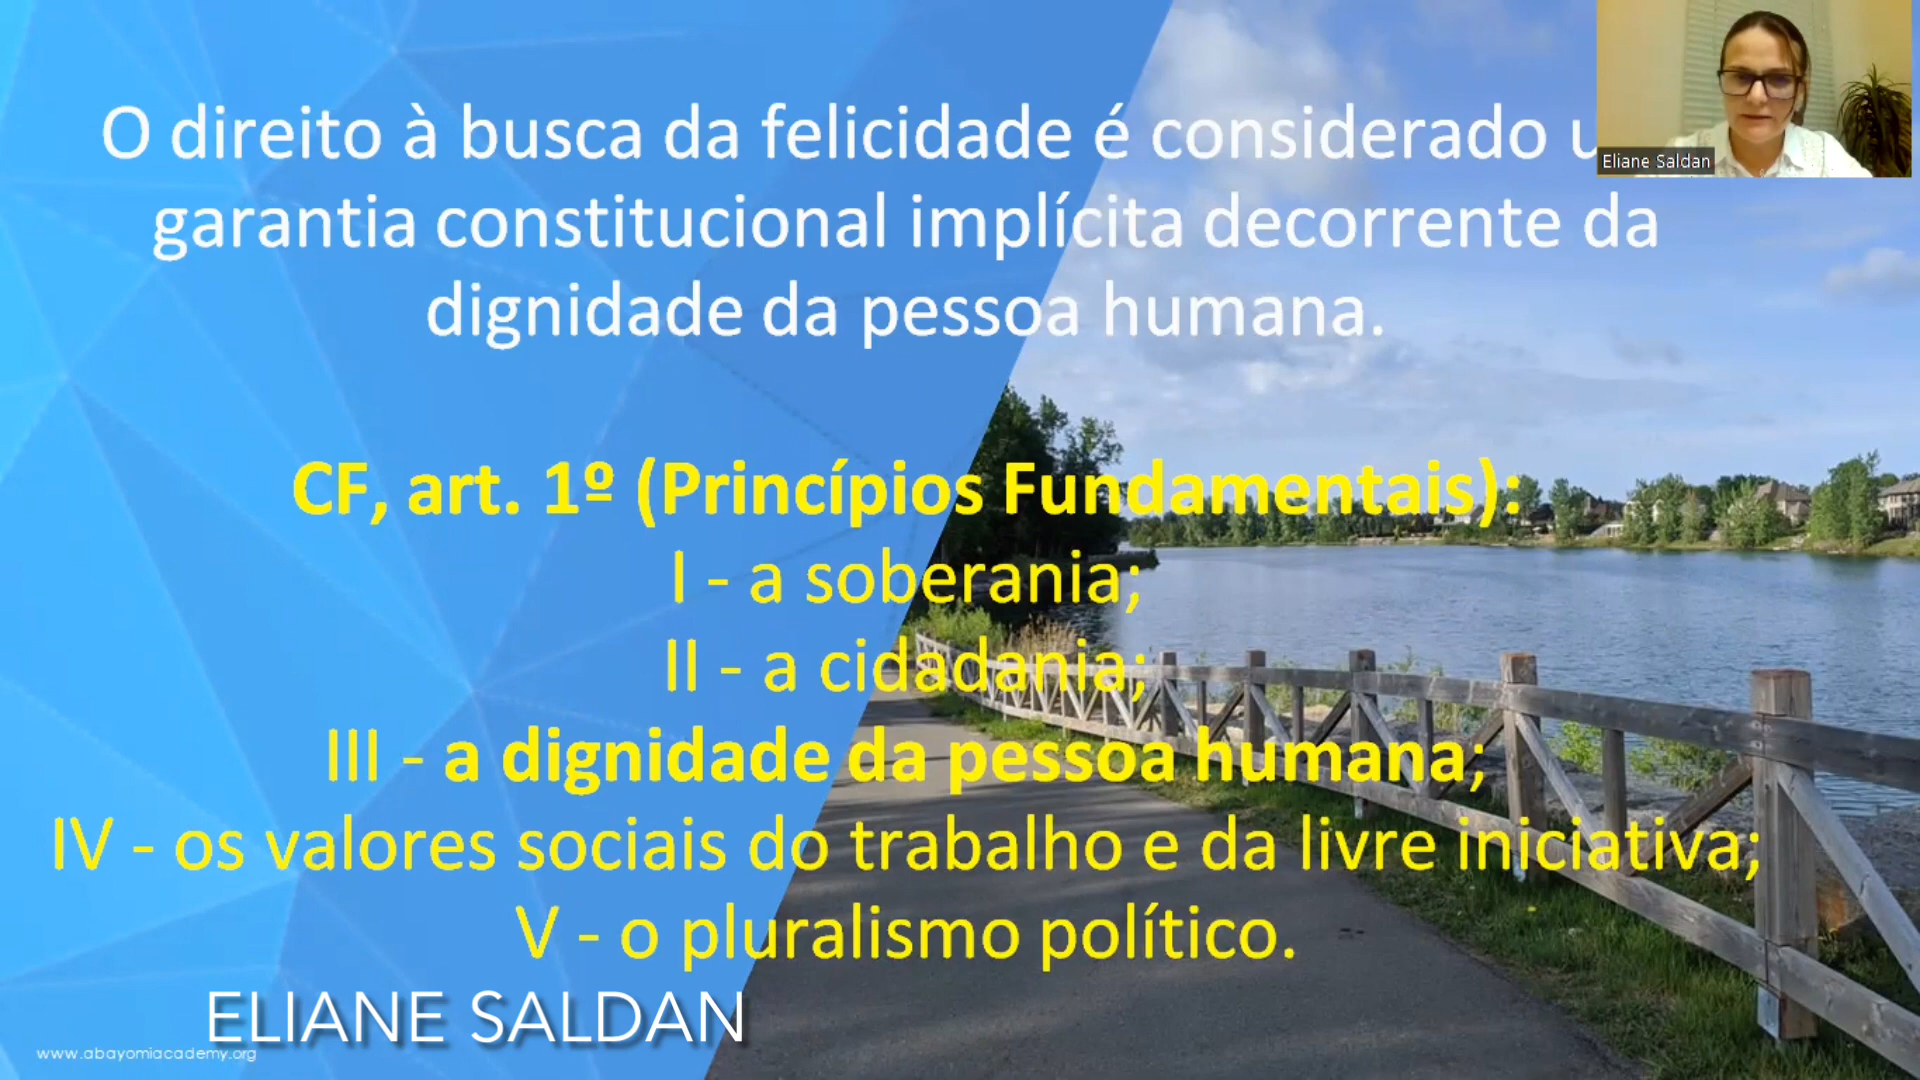 O direito à busca da felicidade é considerado
Eliane Saldan
garantia constitucional implícita decorrente da
dignidade da pessoa humana.
CF, art. 1º (Princípios Fundamentais):
I - a soberania;
II - a cidadania;
III - a dignidade da pessoa humana;
IV - os valores sociais do trabalho e da livre iniciativa;
V - o pluralismo político.
ELIANE SALDAN
www.abayomiacademy.org